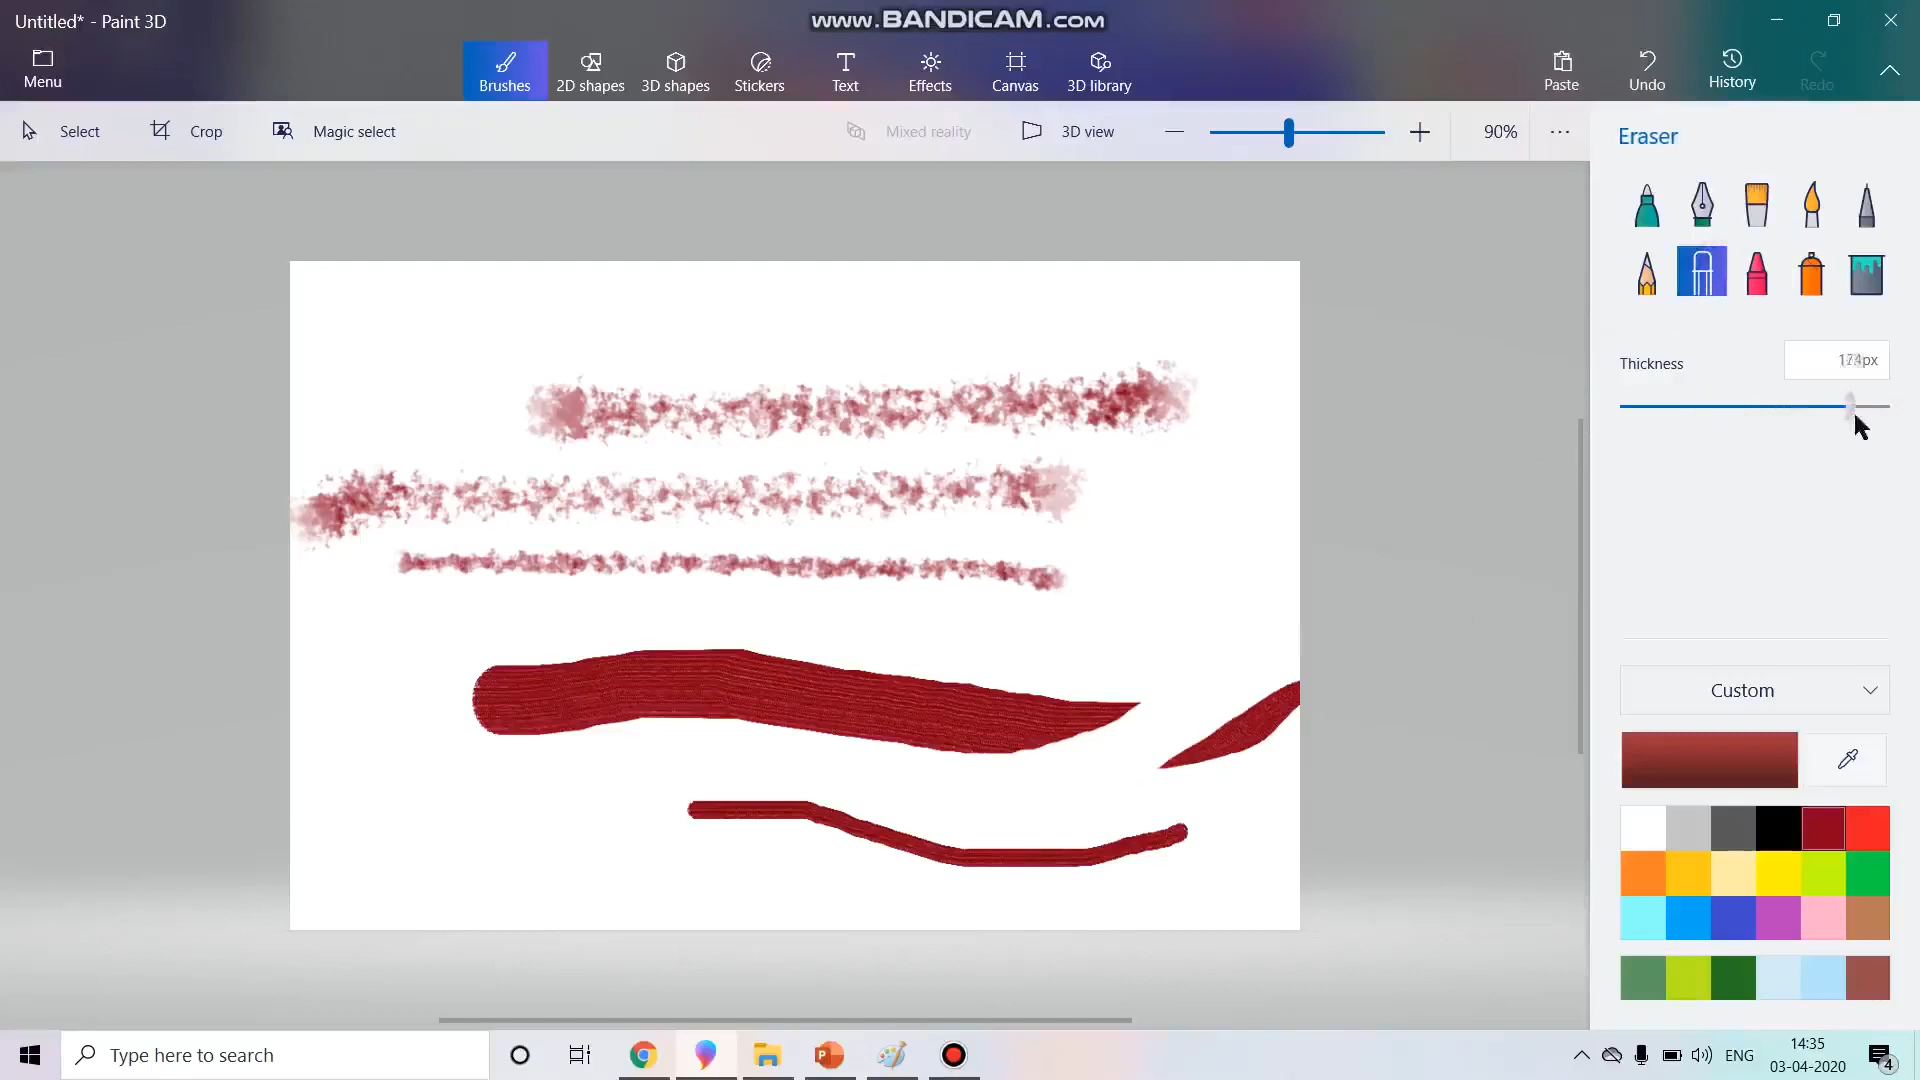 Untitled* - Paint 3D
www.BANDICAM.com
Menu
Brushes
2D shapes
3D shapes
Stickers
Text
Effects
Canvas
3D library
Paste
Undo
History
Redo
Select
Crop
Magic select
Mixed reality
3D view
90%
Eraser
Thickness
Custom
Type here to search
ENG
14:35
03-04-2020
4